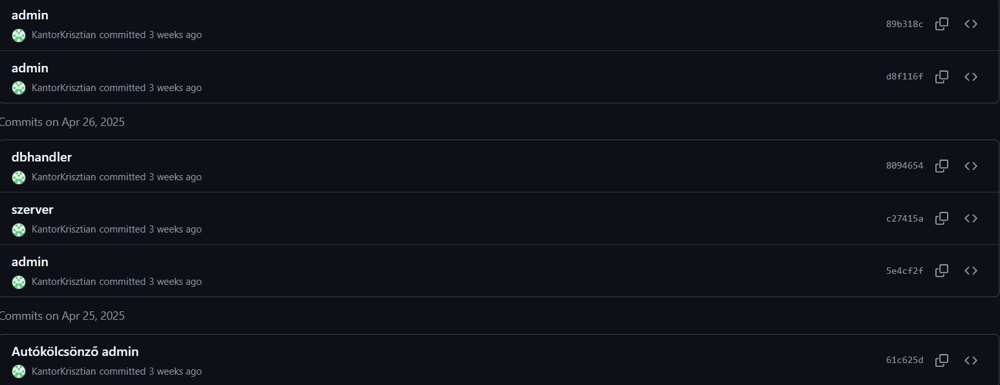 admin
KantorKrisztian committed 3 weeks ago
89b318c
admin
KantorKrisztian committed 3 weeks ago
d8f116f
Commits on Apr 26, 2025
dbhandler
KantorKrisztian committed 3 weeks ago
8094654
szerver
KantorKrisztian committed 3 weeks ago
c27415a
admin
KantorKrisztian committed 3 weeks ago
5e4cf2f
Commits on Apr 25, 2025
Autókölcsönző admin
KantorKrisztian committed 3 weeks ago
61c625d